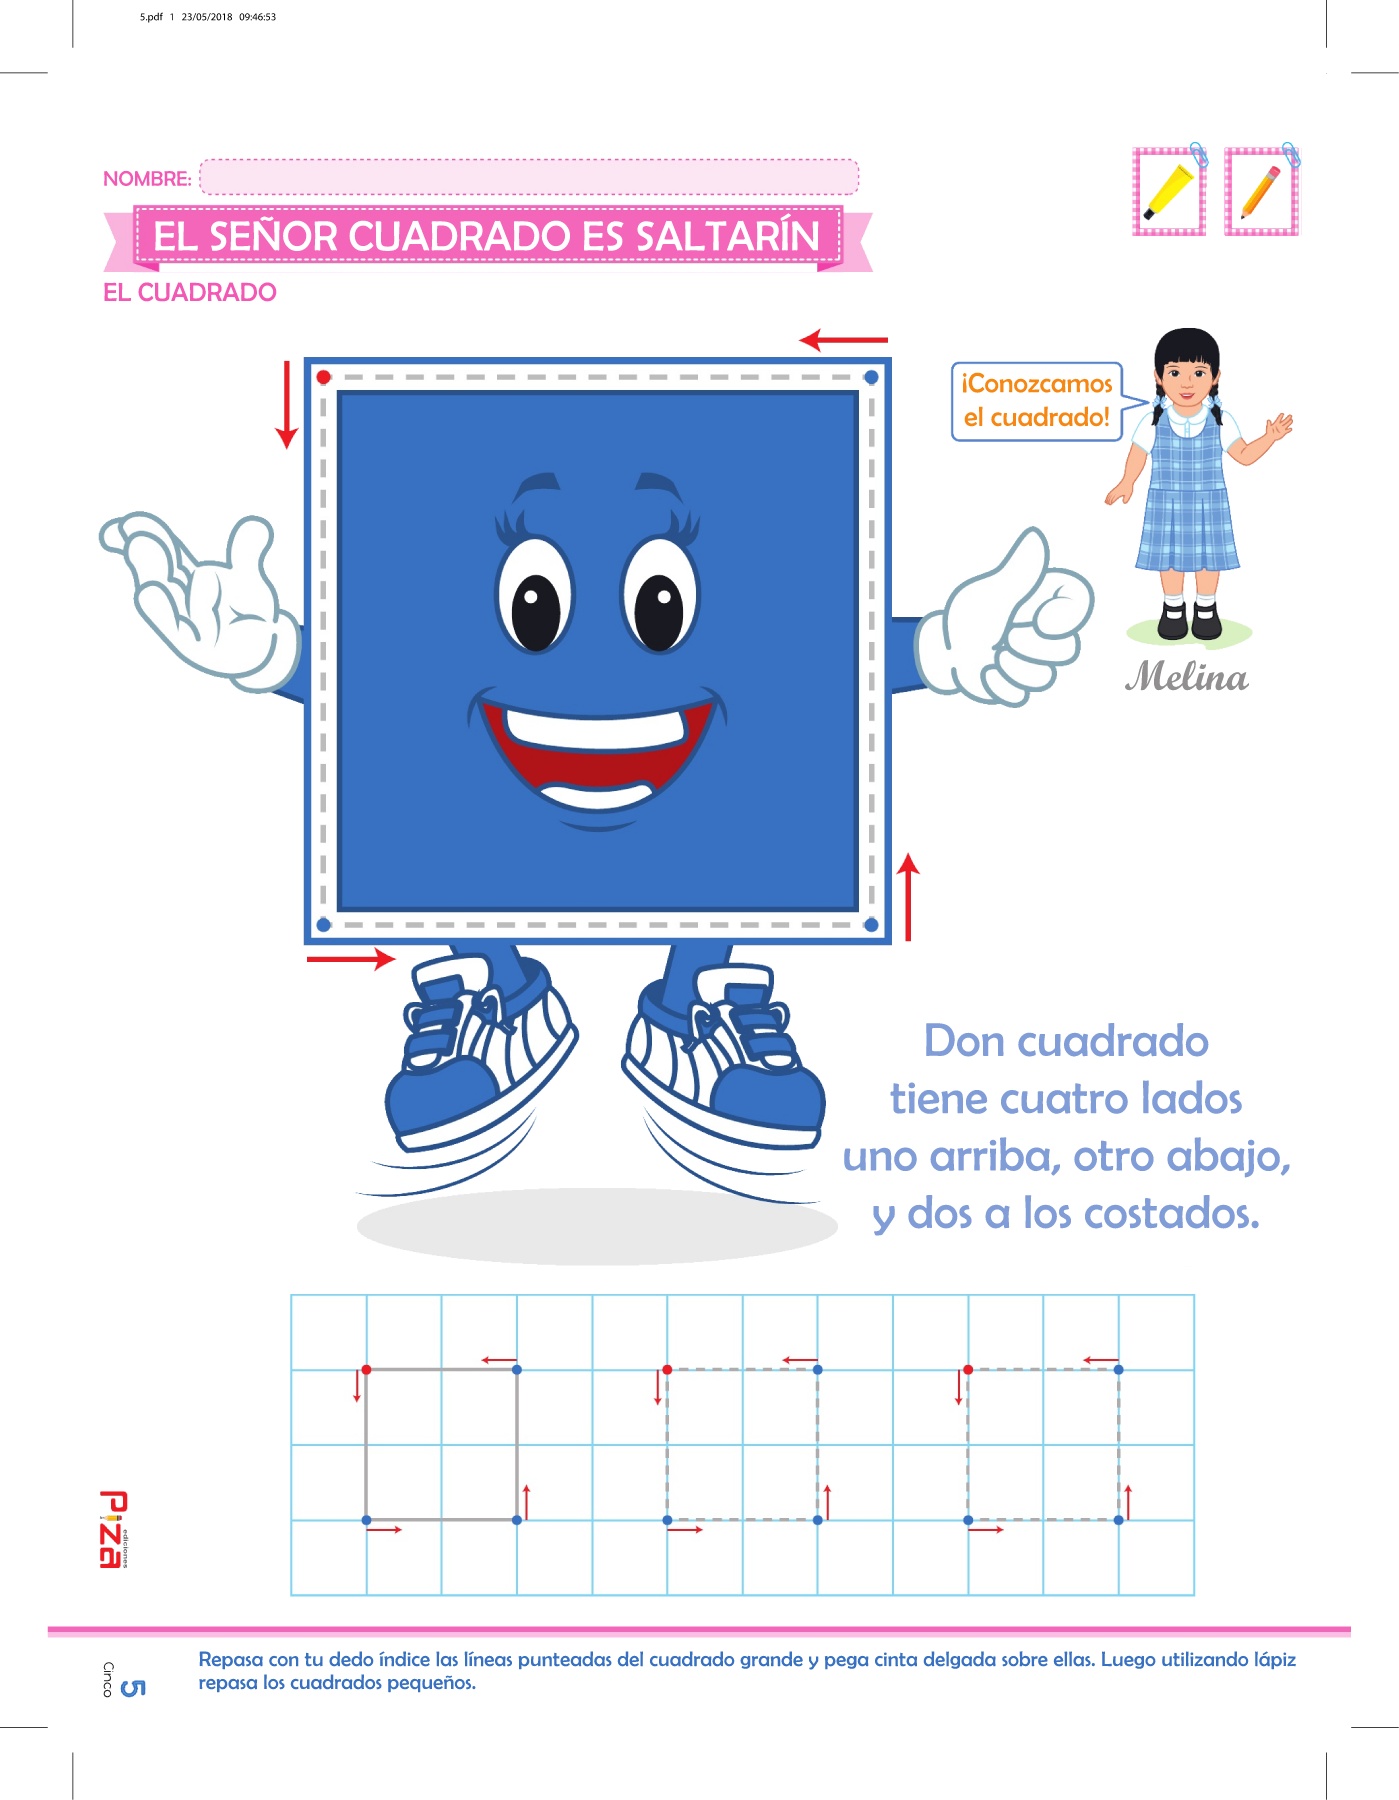 5.pdf 1 23/05/2018 09:46:53
NOMBRE:
EL SEÑOR CUADRADO ES SALTARÍN
EL CUADRADO
¡Conozcamos
el cuadrado!
Melina
Don cuadrado
tiene cuatro lados
uno arriba, otro abajo,
y dos a los costados.
Piza
ediciones
Repasa con tu dedo índice las líneas punteadas del cuadrado grande y pega cinta delgada sobre ellas. Luego utilizando lápiz
repasa los cuadrados pequeños.
5
Cinco